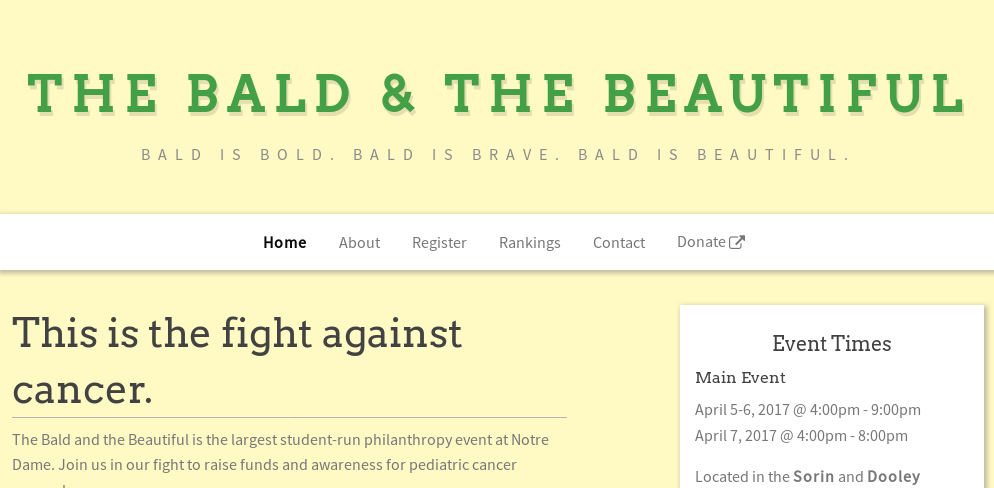 THE BALD & THE BEAUTIFUL
BALD IS BOLD. BALD IS BRAVE. BALD IS BEAUTIFUL.
Home About Register Rankings Contact Donate
This is the fight against
cancer.
The Bald and the Beautiful is the largest student-run philanthropy event at Notre
Dame. Join us in our fight to raise funds and awareness for pediatric cancer
Event Times
Main Event
April 5-6, 2017 @ 4:00pm - 9:00pm
April 7, 2017 @ 4:00pm - 8:00pm
Located in the Sorin and Dooley